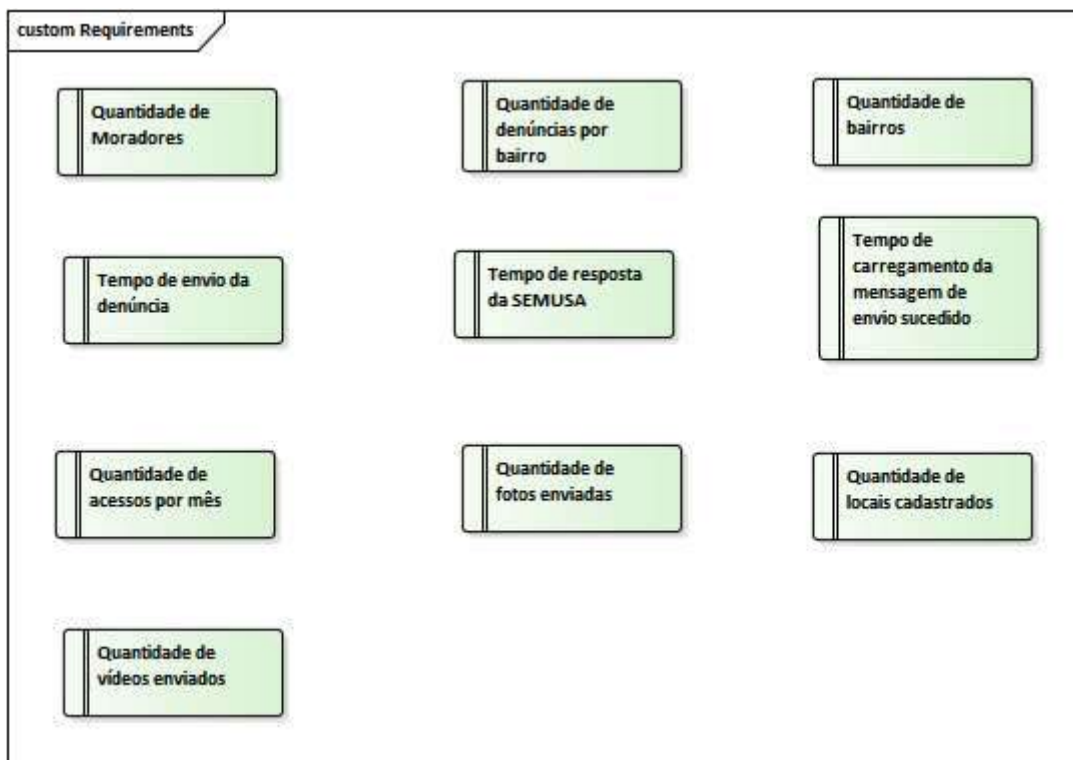 custom Requirements
Quantidade de
Moradores
Quantidade de
denúncias por
bairro
Quantidade de
bairros
Tempo de envio da
denúncia
Tempo de resposta
da SEMUSA
Tempo de
carregamento da
mensagem de
envio sucedido
Quantidade de
acessos por mês
Quantidade de
fotos enviadas
Quantidade de
locais cadastrados
Quantidade de
vídeos enviados